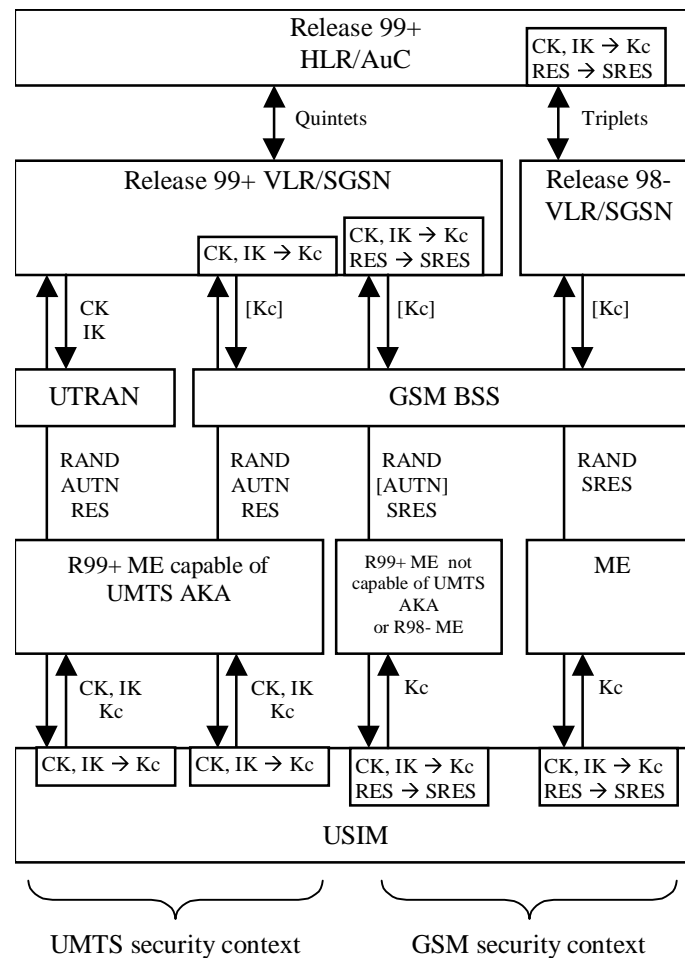 Release 99+
HLR/AuC
CK, IK → Kc
RES → SRES
Quintets
Triplets
Release 99+ VLR/SGSN
CK, IK → Kc
CK, IK → Kc
RES → SRES
Release 98-
VLR/SGSN
CK
IK
[Kc]
[Kc]
[Kc]
UTRAN
GSM BSS
RAND
AUTN
RES
RAND
AUTN
RES
RAND
[AUTN]
SRES
RAND
SRES
R99+ ME capable of
UMTS AKA
R99+ ME not
capable of UMTS
AKA
or R98- ME
ME
CK, IK
Kc
CK, IK
Kc
Kc
Kc
CK, IK → Kc
CK, IK → Kc
CK, IK → Kc
RES → SRES
CK, IK → Kc
RES → SRES
USIM
UMTS security context
GSM security context